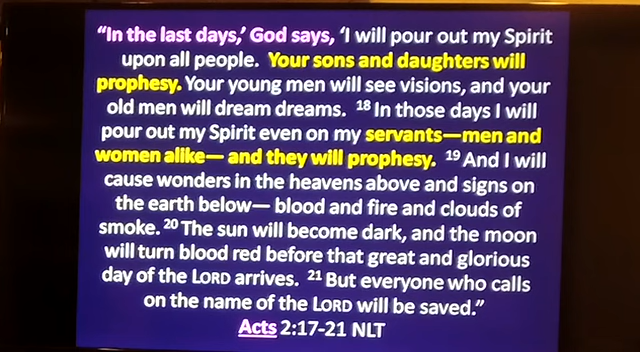 “In the last days,’ God says, ‘I will pour out my Spirit
upon all people. Your sons and daughters will
prophesy. Your young men will see visions, and your
old men will dream dreams. 18 In those days I will
pour out my Spirit even on my servants—men and
women alike— and they will prophesy. 19 And I will
cause wonders in the heavens above and signs on
the earth below— blood and fire and clouds of
smoke. 20 The sun will become dark, and the moon
will turn blood red before that great and glorious
day of the LORD arrives. 21 But everyone who calls
on the name of the LORD will be saved.”
Acts 2:17-21 NLT